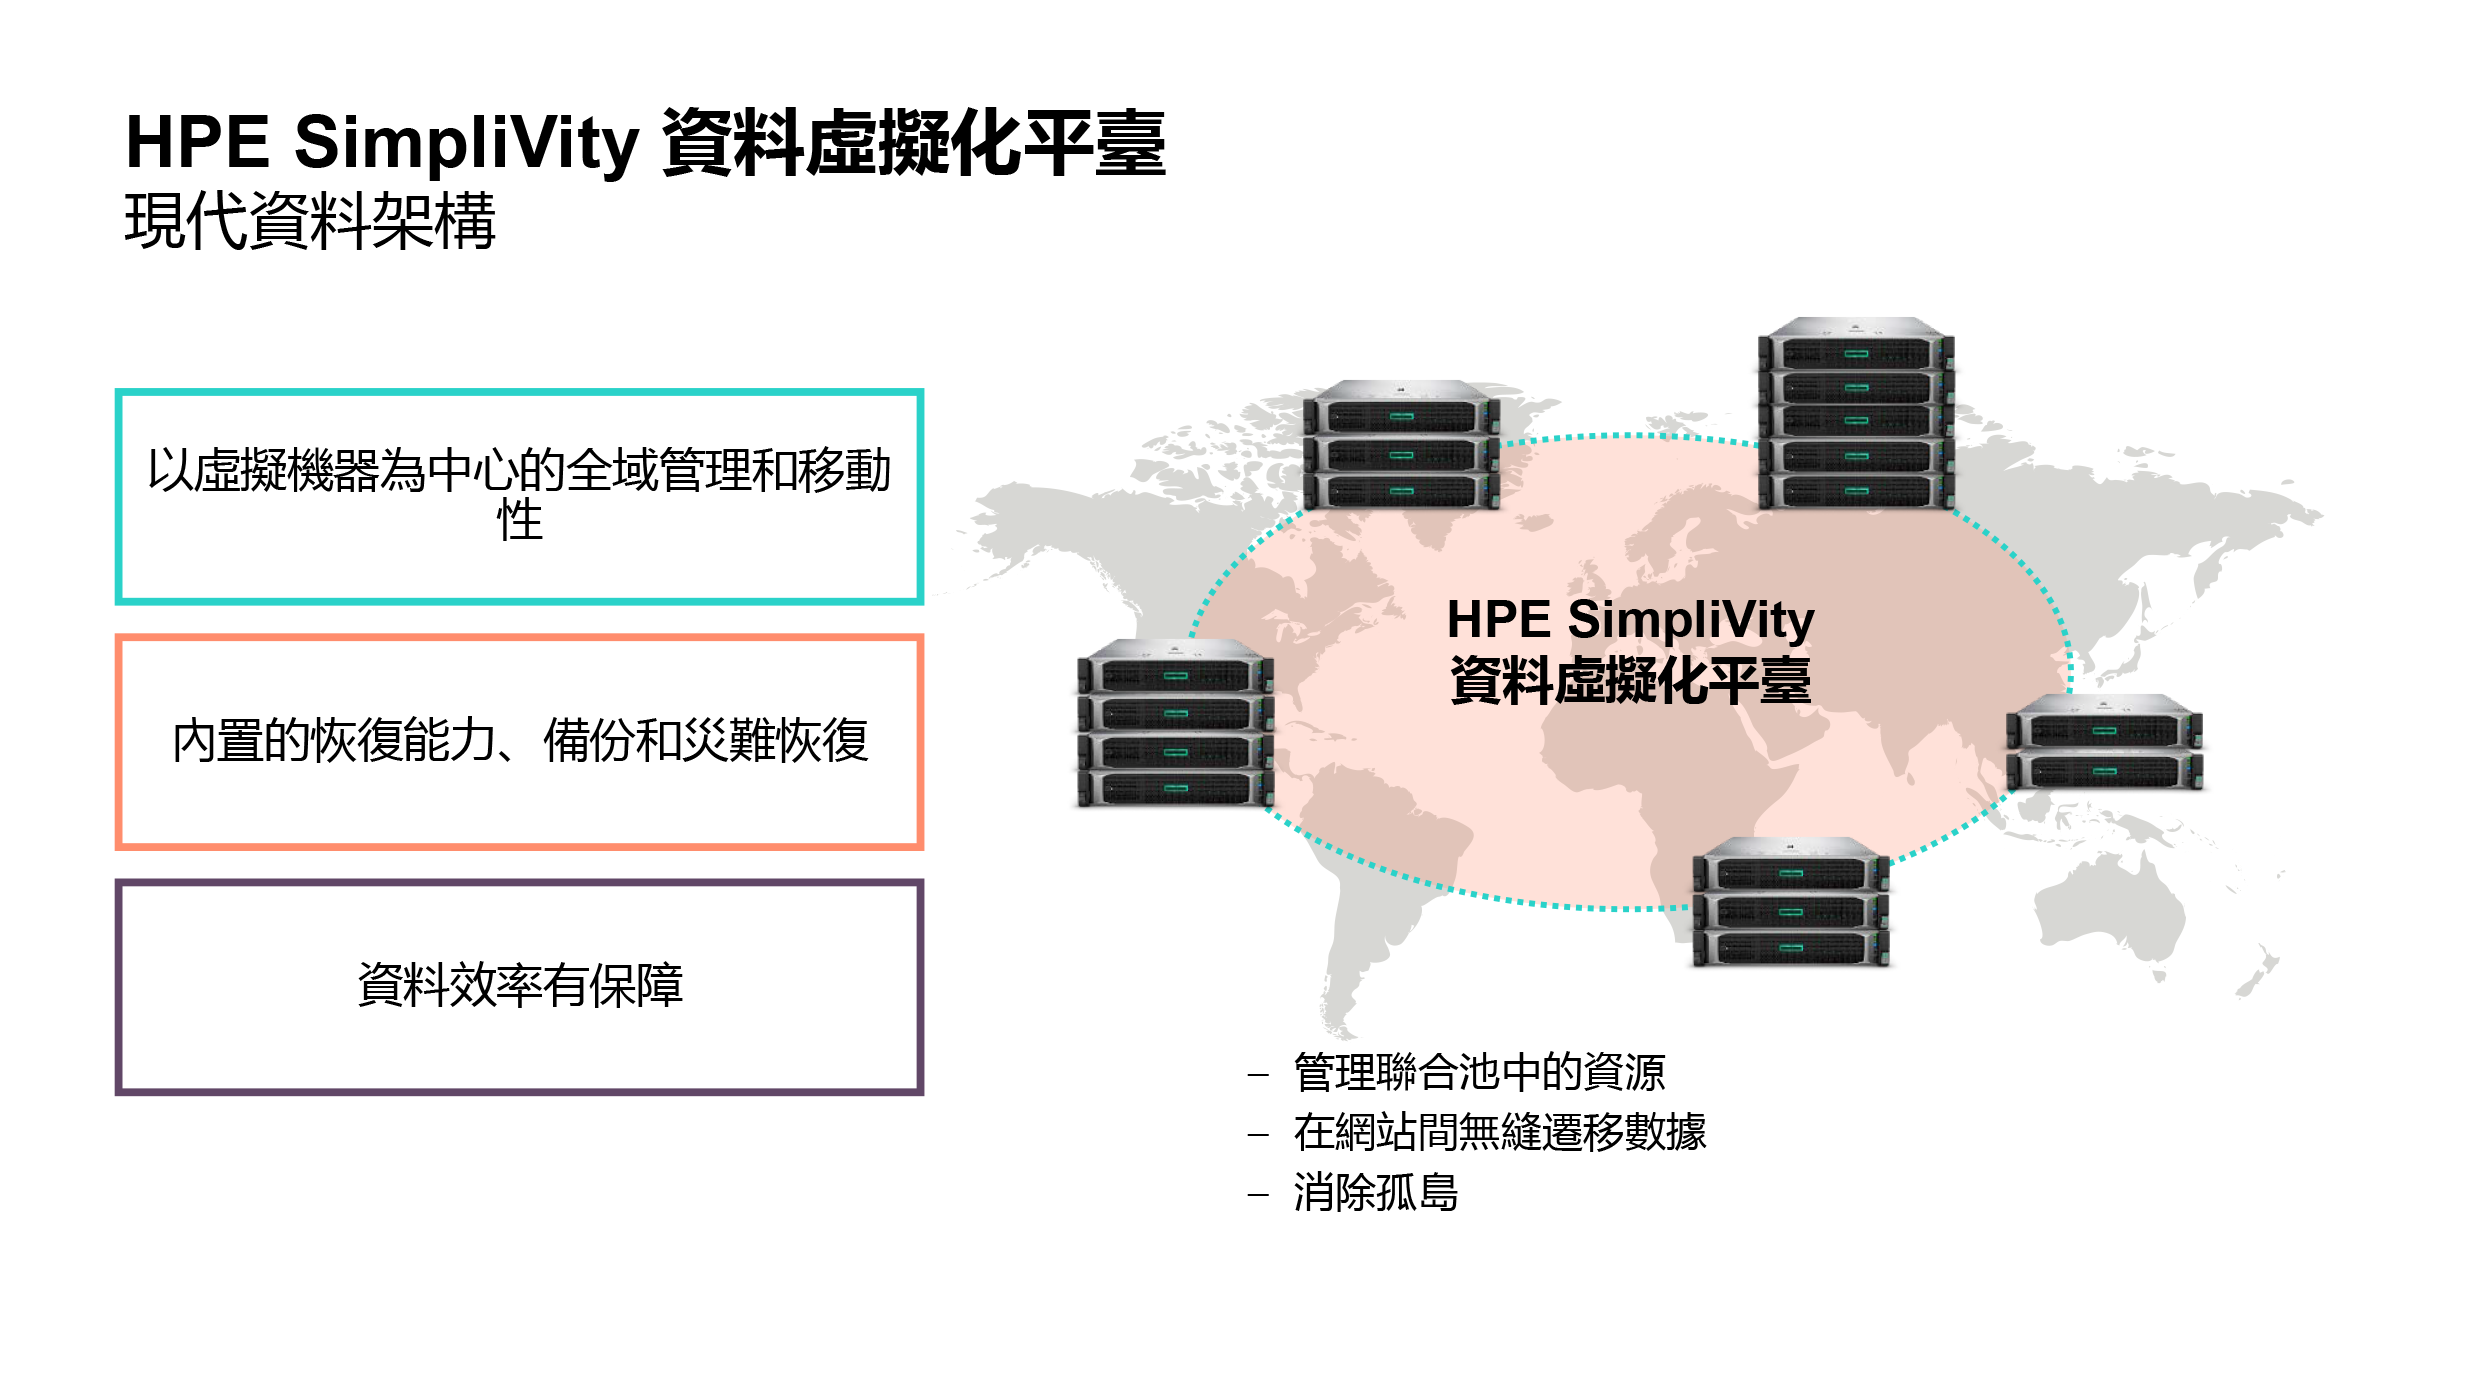 HPE SimpliVity 資料虛擬化平臺
現代資料架構
以虛擬機器為中心的全域管理和移動
性
內置的恢復能力、備份和災難恢復
資料效率有保障
HPE SimpliVity
資料虛擬化平臺
– 管理聯合池中的資源
– 在網站間無縫遷移數據
– 消除孤島